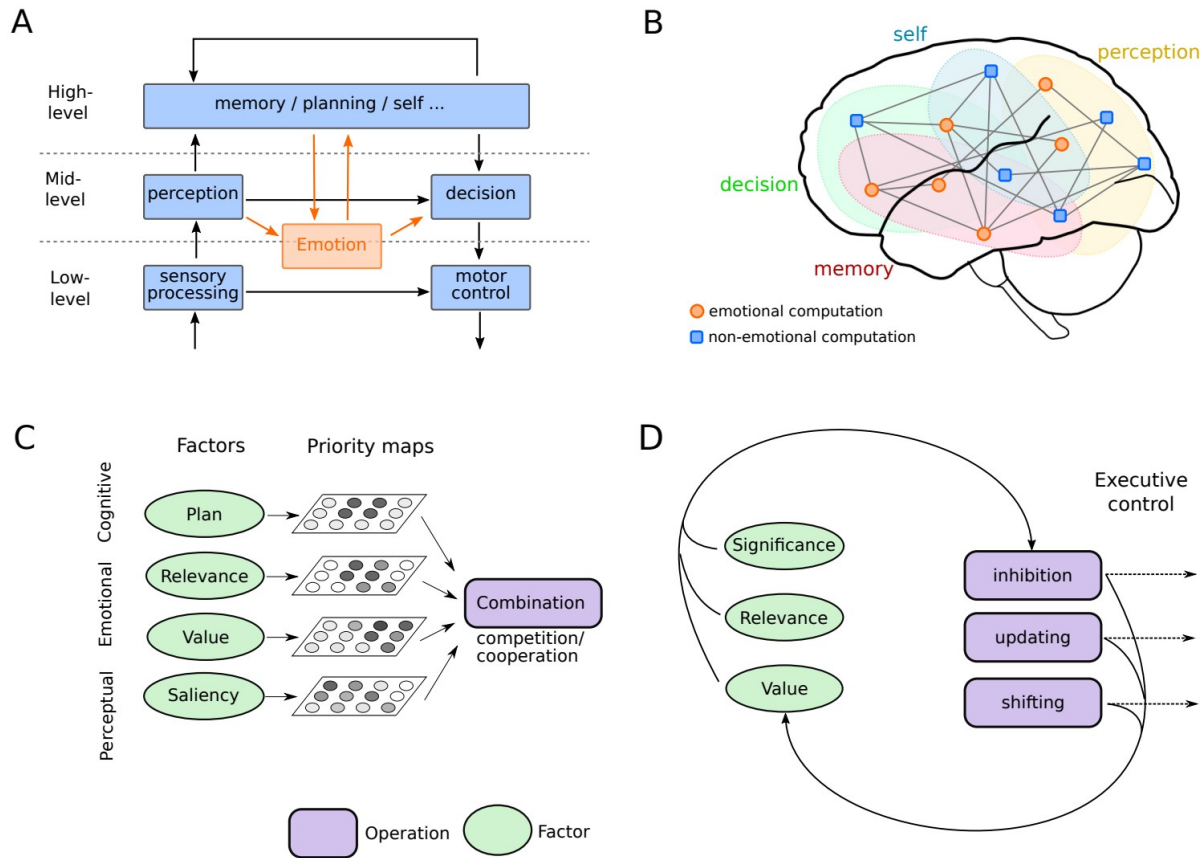 A
High-
level
memory / planning / self ...
Mid-
level
perception
decision
Emotion
Low-
level
sensory
processing
motor
control
B
self
perception
decision
memory
emotional computation
non-emotional computation
C
Factors
Priority maps
Cognitive
Plan
Emotional
Relevance
Value
Perceptual
Saliency
Combination
competition/
cooperation
Operation
Factor
D
Executive
control
Significance
Relevance
Value
inhibition
updating
shifting